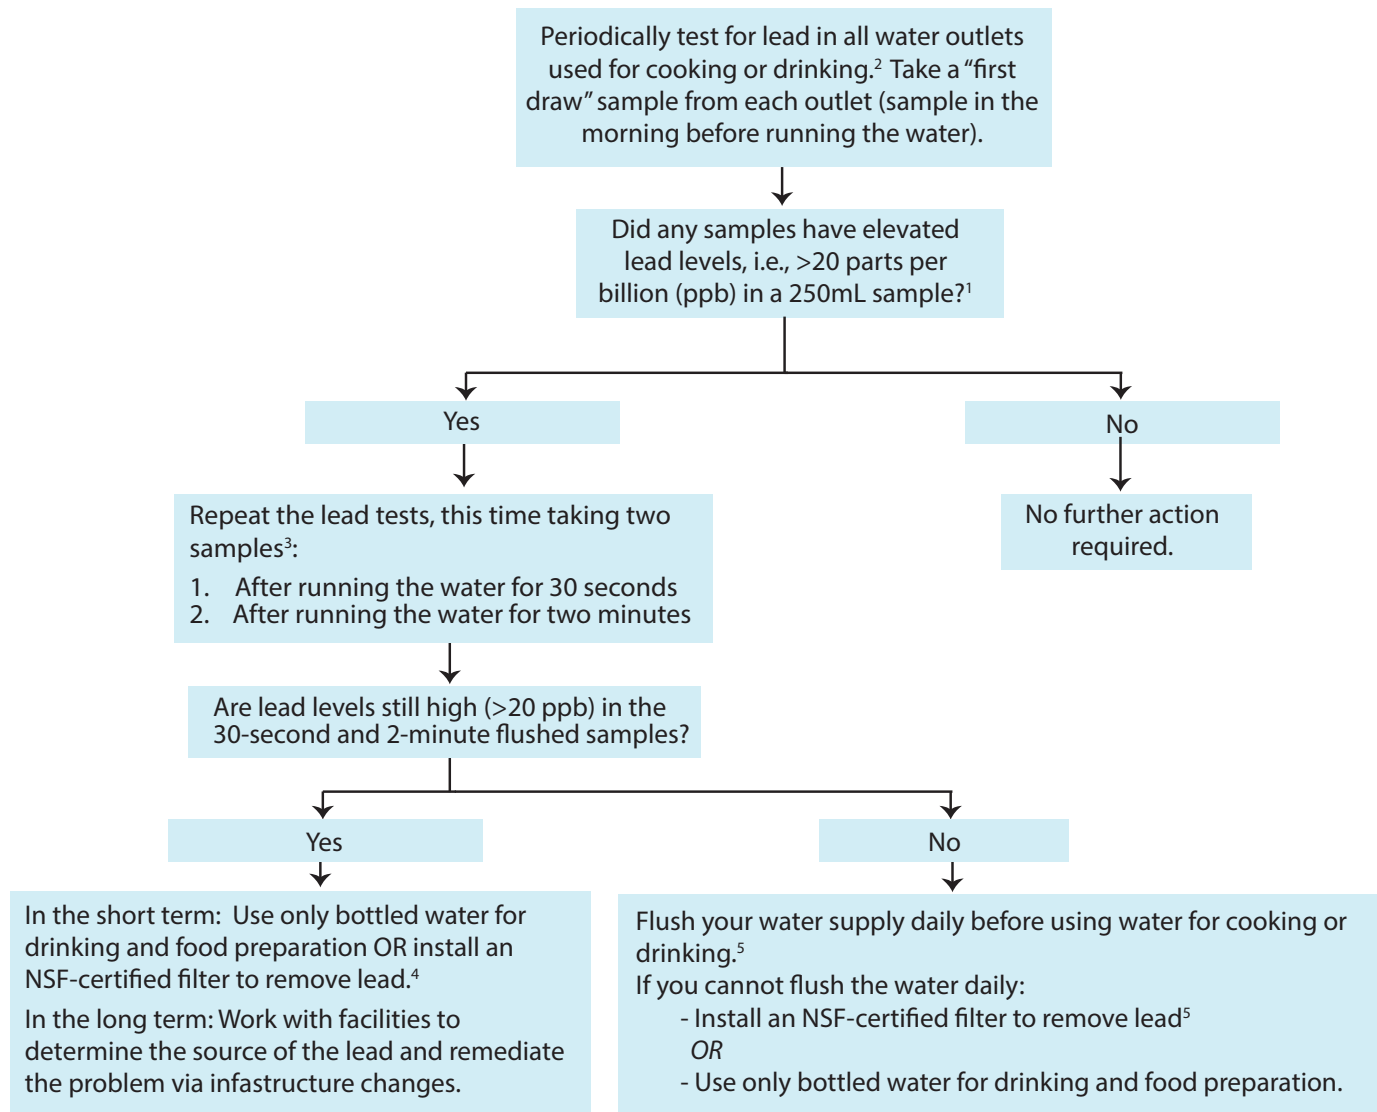 Periodically test for lead in all water outlets
used for cooking or drinking.² Take a “first
draw” sample from each outlet (sample in the
morning before running the water).
Did any samples have elevated
lead levels, i.e., >20 parts per
billion (ppb) in a 250mL sample?¹
Yes
No
Repeat the lead tests, this time taking two
samples³:
1. After running the water for 30 seconds
2. After running the water for two minutes
No further action
required.
Are lead levels still high (>20 ppb) in the
30-second and 2-minute flushed samples?
Yes
No
In the short term: Use only bottled water for
drinking and food preparation OR install an
NSF-certified filter to remove lead.⁴
In the long term: Work with facilities to
determine the source of the lead and remediate
the problem via infastructure changes.
Flush your water supply daily before using water for cooking or
drinking.⁵
If you cannot flush the water daily:
- Install an NSF-certified filter to remove lead⁵
OR
- Use only bottled water for drinking and food preparation.